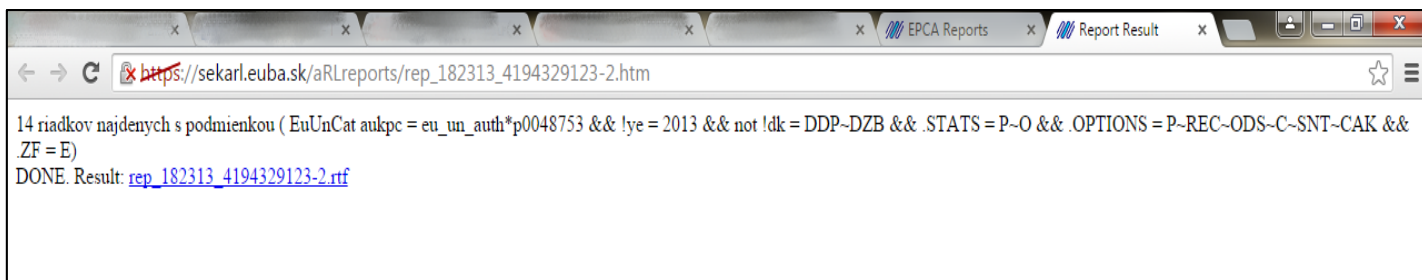 EPCA Reports
Report Result
https://sekarl.euba.sk/aRLreports/rep_182313_4194329123-2.htm
14 riadkov najdenych s podmienkou ( EuUnCat aukpc = eu_un_auth*p0048753 && !ye = 2013 && not !dk = DDP~DZB && .STATS = P~O && .OPTIONS = P~REC~ODS~C~SNT~CAK &&
.ZF = E)
DONE. Result: rep_182313_4194329123-2.rtf